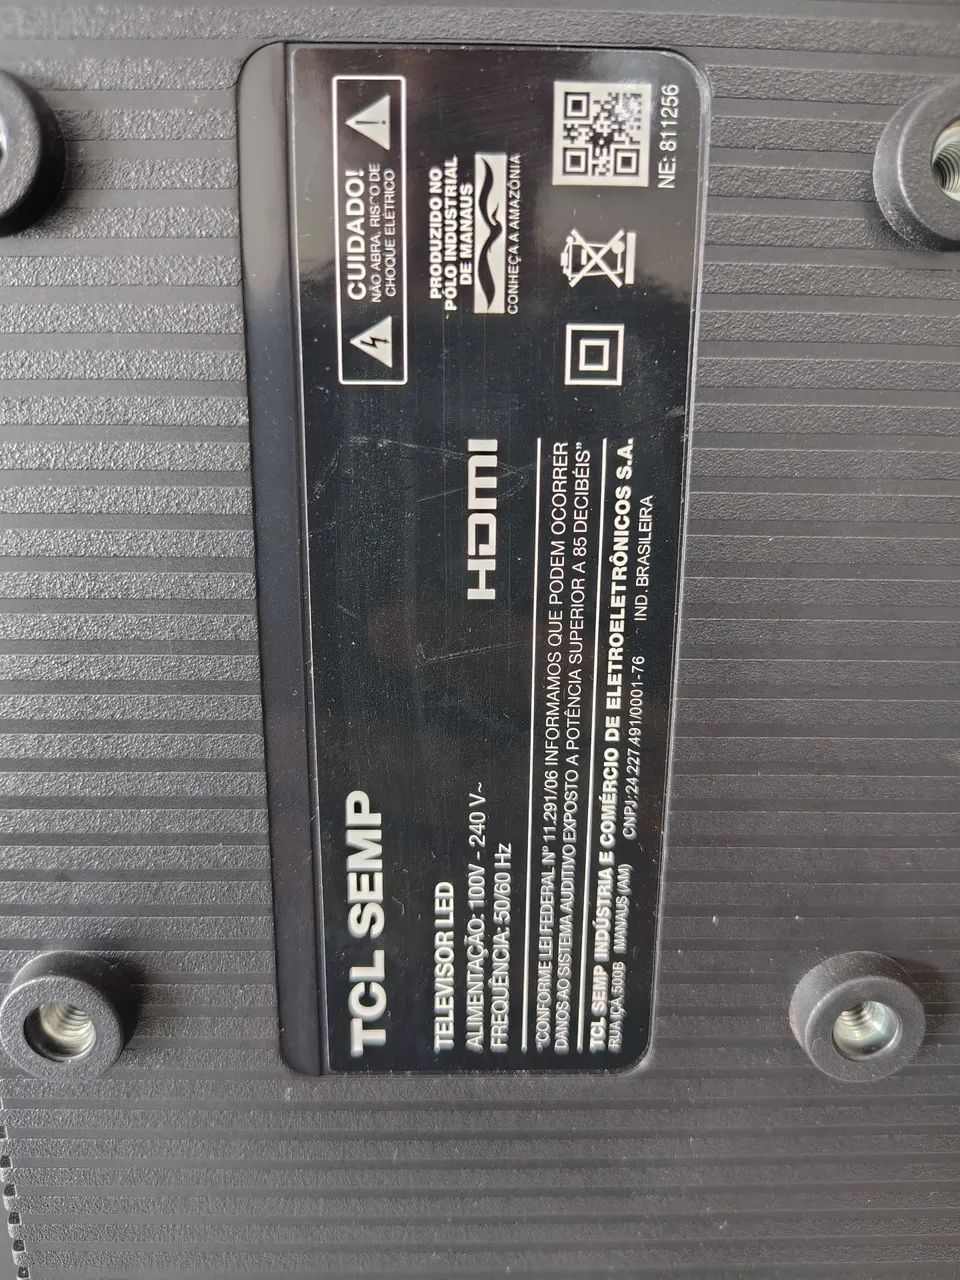 TCL SEMP
TELEVISOR LED
ALIMENTAÇÃO: 100V - 240 V~
FREQUÊNCIA: 50/60 Hz
HDMI
"CONFORME LEI FEDERAL Nº 11.291/06 INFORMAMOS QUE PODEM OCORRER
DANOS AO SISTEMA AUDITIVO EXPOSTO A POTÊNCIA SUPERIOR A 85 DECIBÉIS"
TCL SEMP INDÚSTRIA E COMÉRCIO DE ELETROELETRÔNICOS S.A.
RUA IÇÁ, 500B MANAUS (AM) CNPJ:24.227.491/0001-76 IND. BRASILEIRA
CUIDADO!
NÃO ABRA, RISCO DE
CHOQUE ELÉTRICO
PRODUZIDO NO
PÓLO INDUSTRIAL
DE MANAUS
CONHEÇA A AMAZÔNIA
NE: 811256